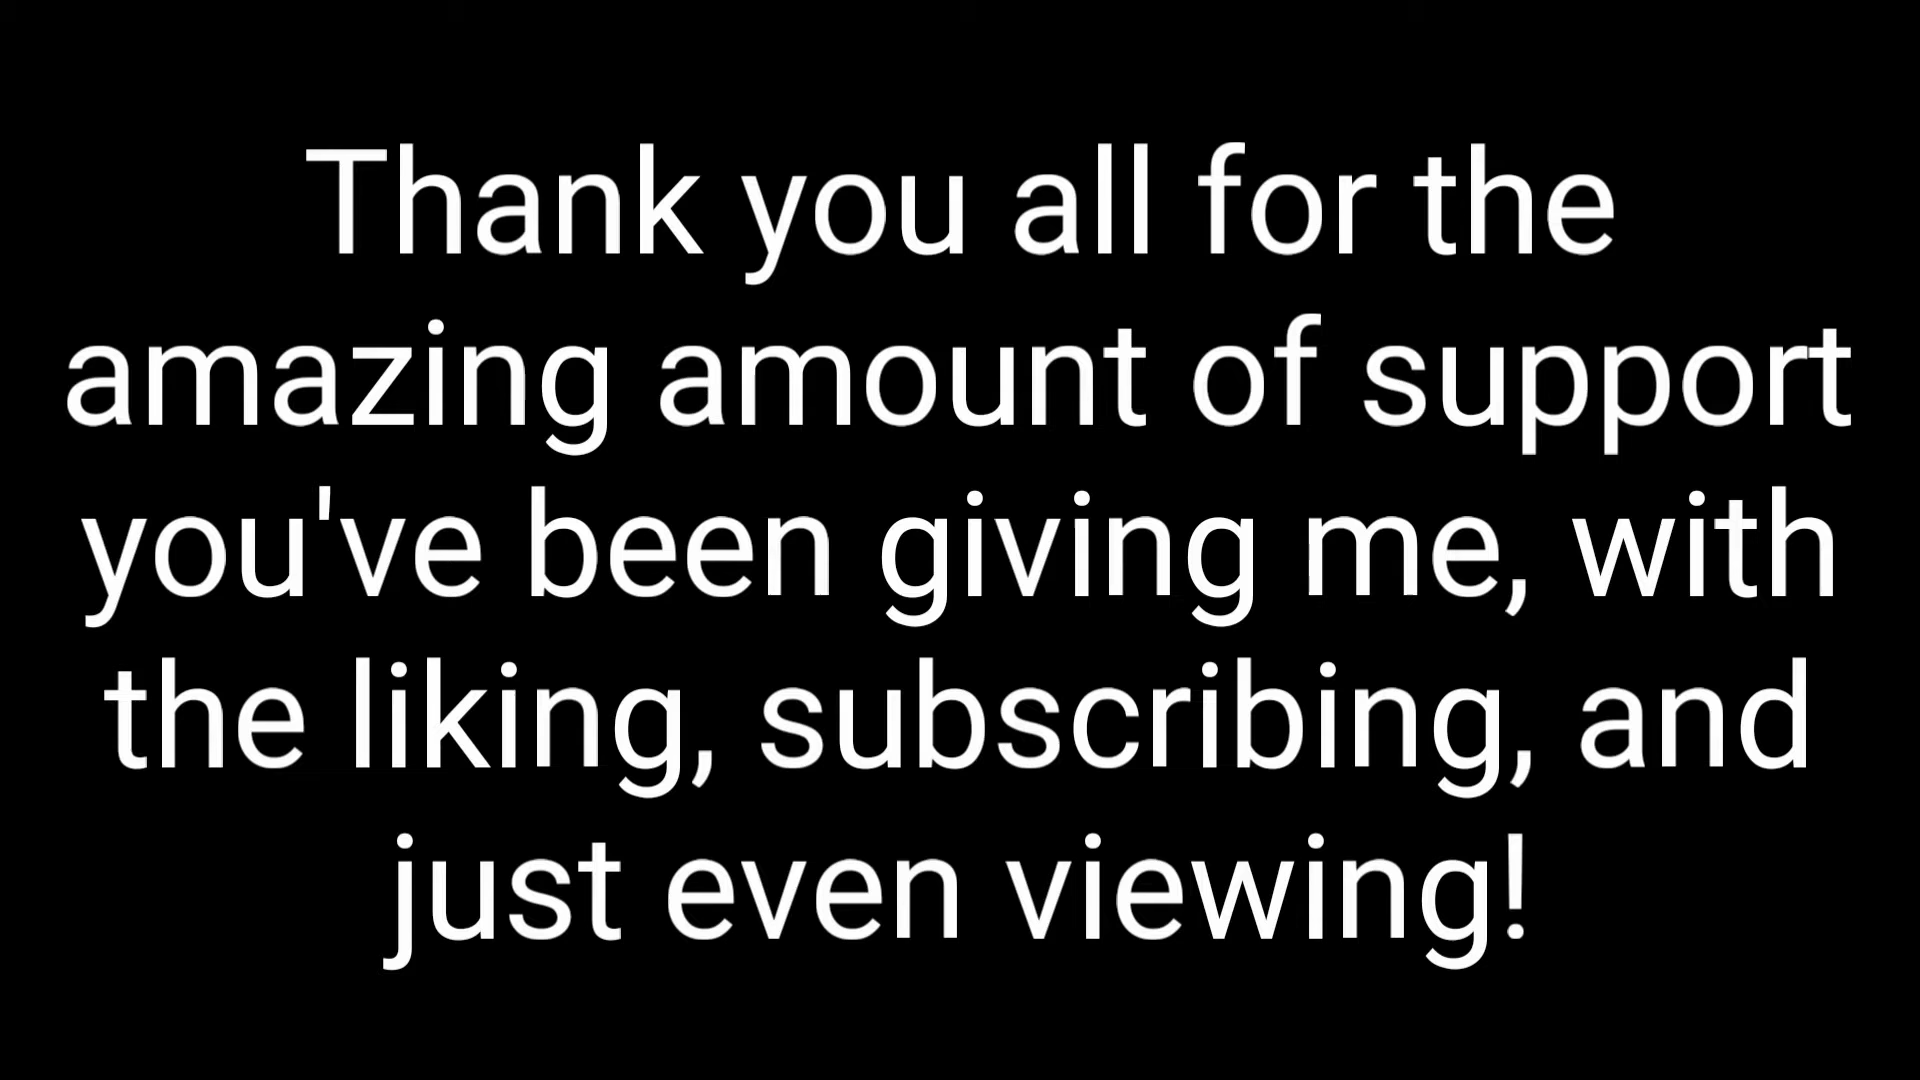 Thank you all for the
amazing amount of support
you've been giving me, with
the liking, subscribing, and
just even viewing!